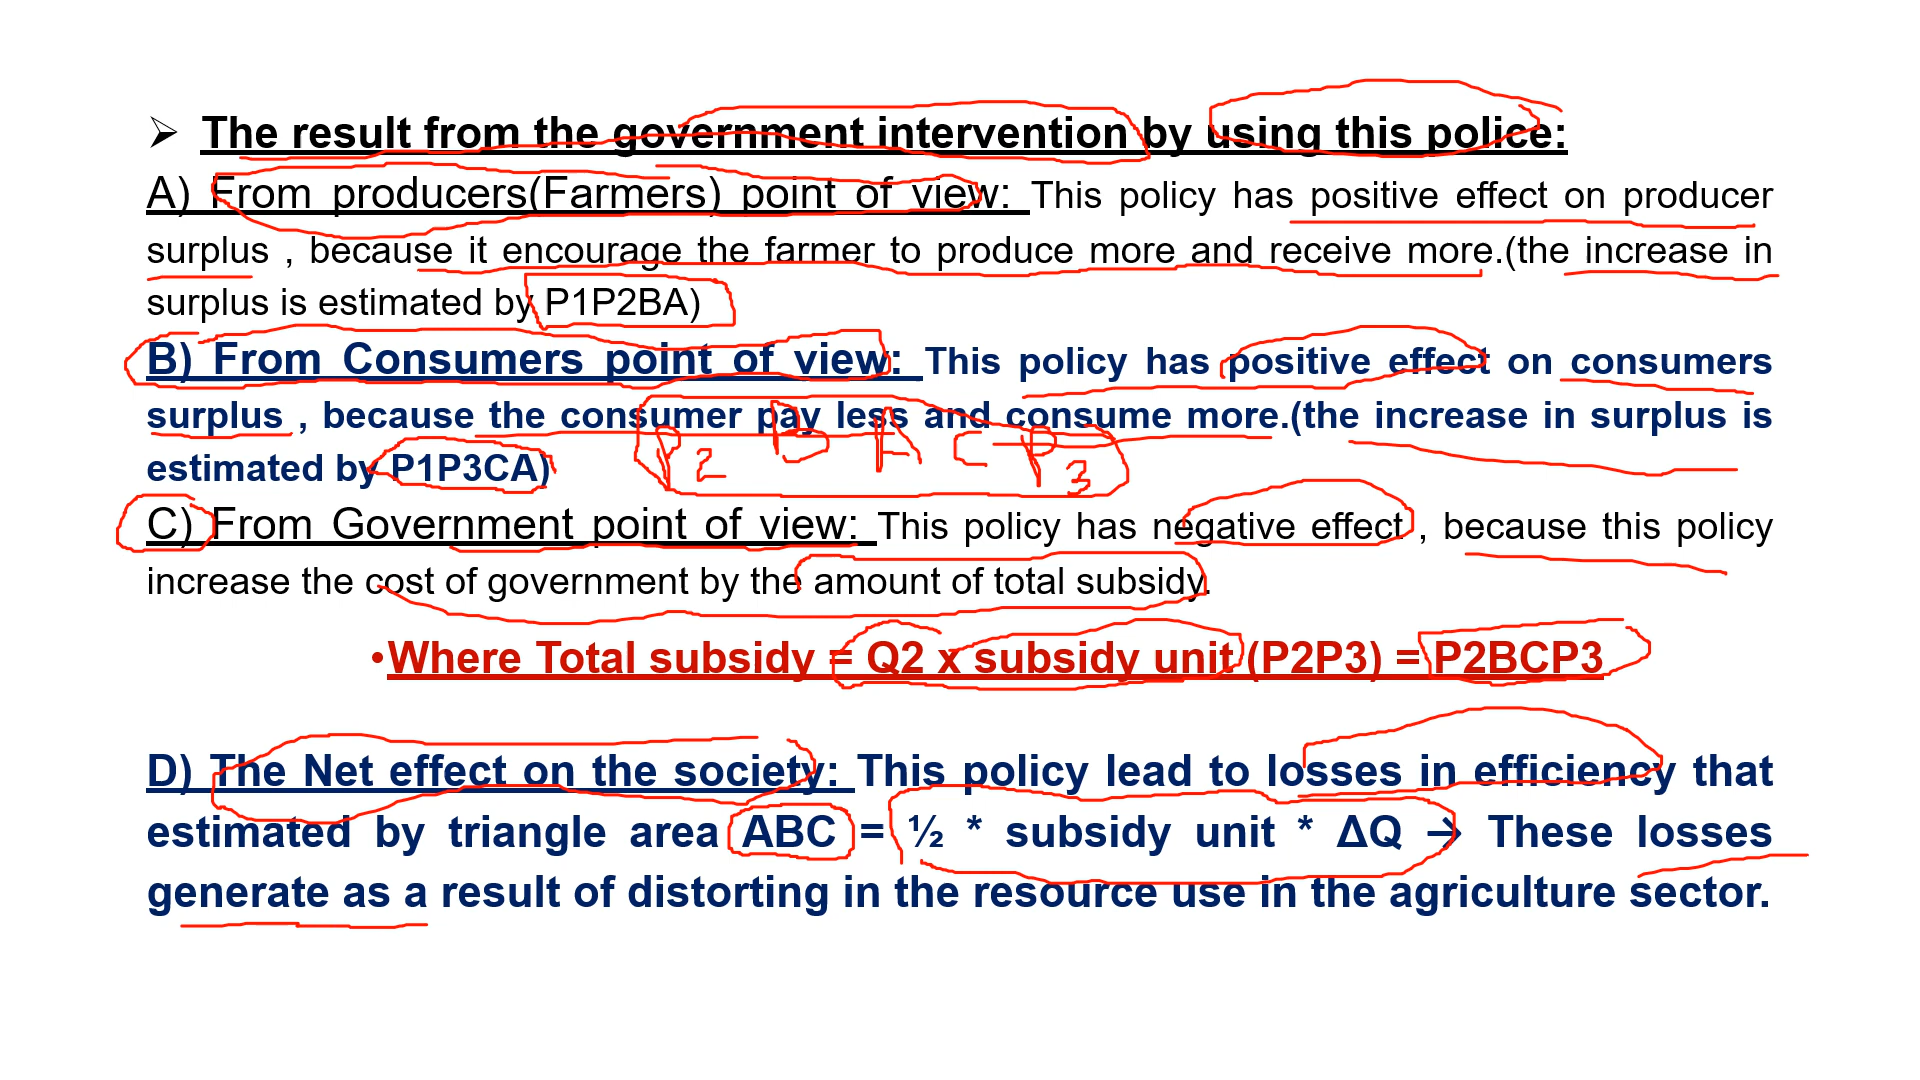 ➢ The result from the government intervention by using this police:
A) From producers(Farmers) point of view: This policy has positive effect on producer
surplus , because it encourage the farmer to produce more and receive more.(the increase in
surplus is estimated by P1P2BA)
B) From Consumers point of view: This policy has positive effect on consumers
surplus , because the consumer pay less and consume more.(the increase in surplus is
estimated by P1P3CA)
P2 B A C P3
C) From Government point of view: This policy has negative effect , because this policy
increase the cost of government by the amount of total subsidy.
•Where Total subsidy = Q2 x subsidy unit (P2P3) = P2BCP3
D) The Net effect on the society: This policy lead to losses in efficiency that
estimated by triangle area ABC = ½ * subsidy unit * ΔQ → These losses
generate as a result of distorting in the resource use in the agriculture sector.